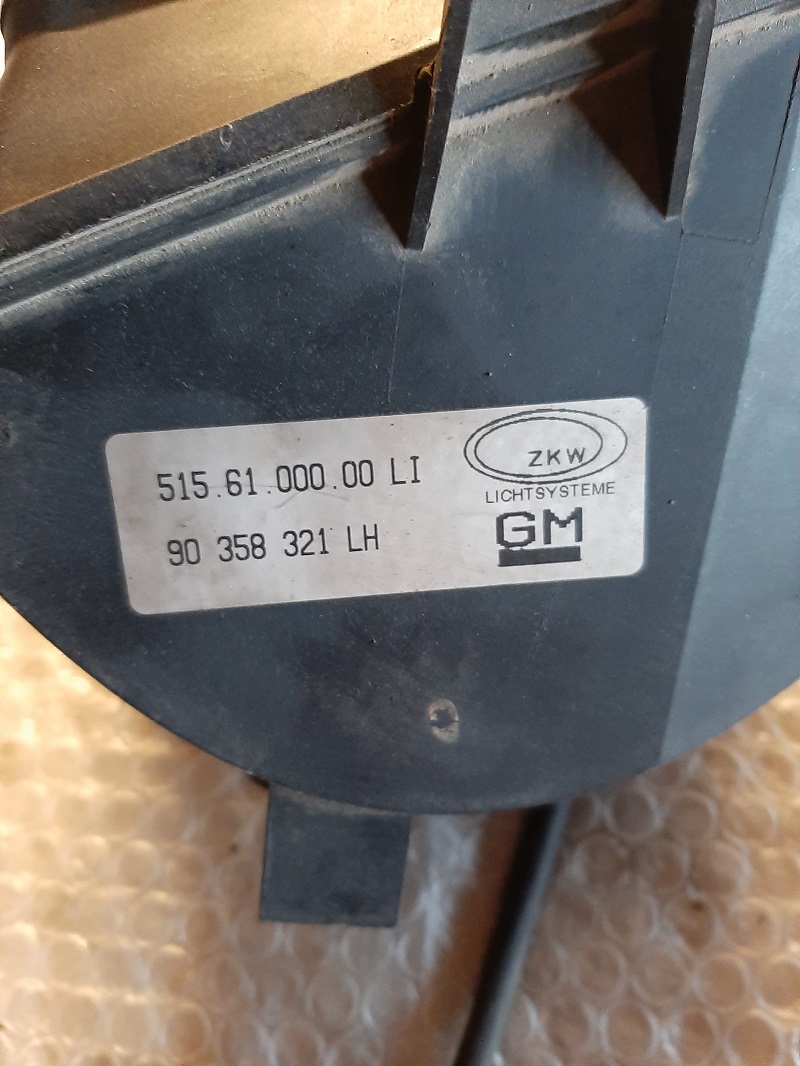 515.61.000.00 LI
90 358 321 LH
ZKW
LICHTSYSTEME
GM